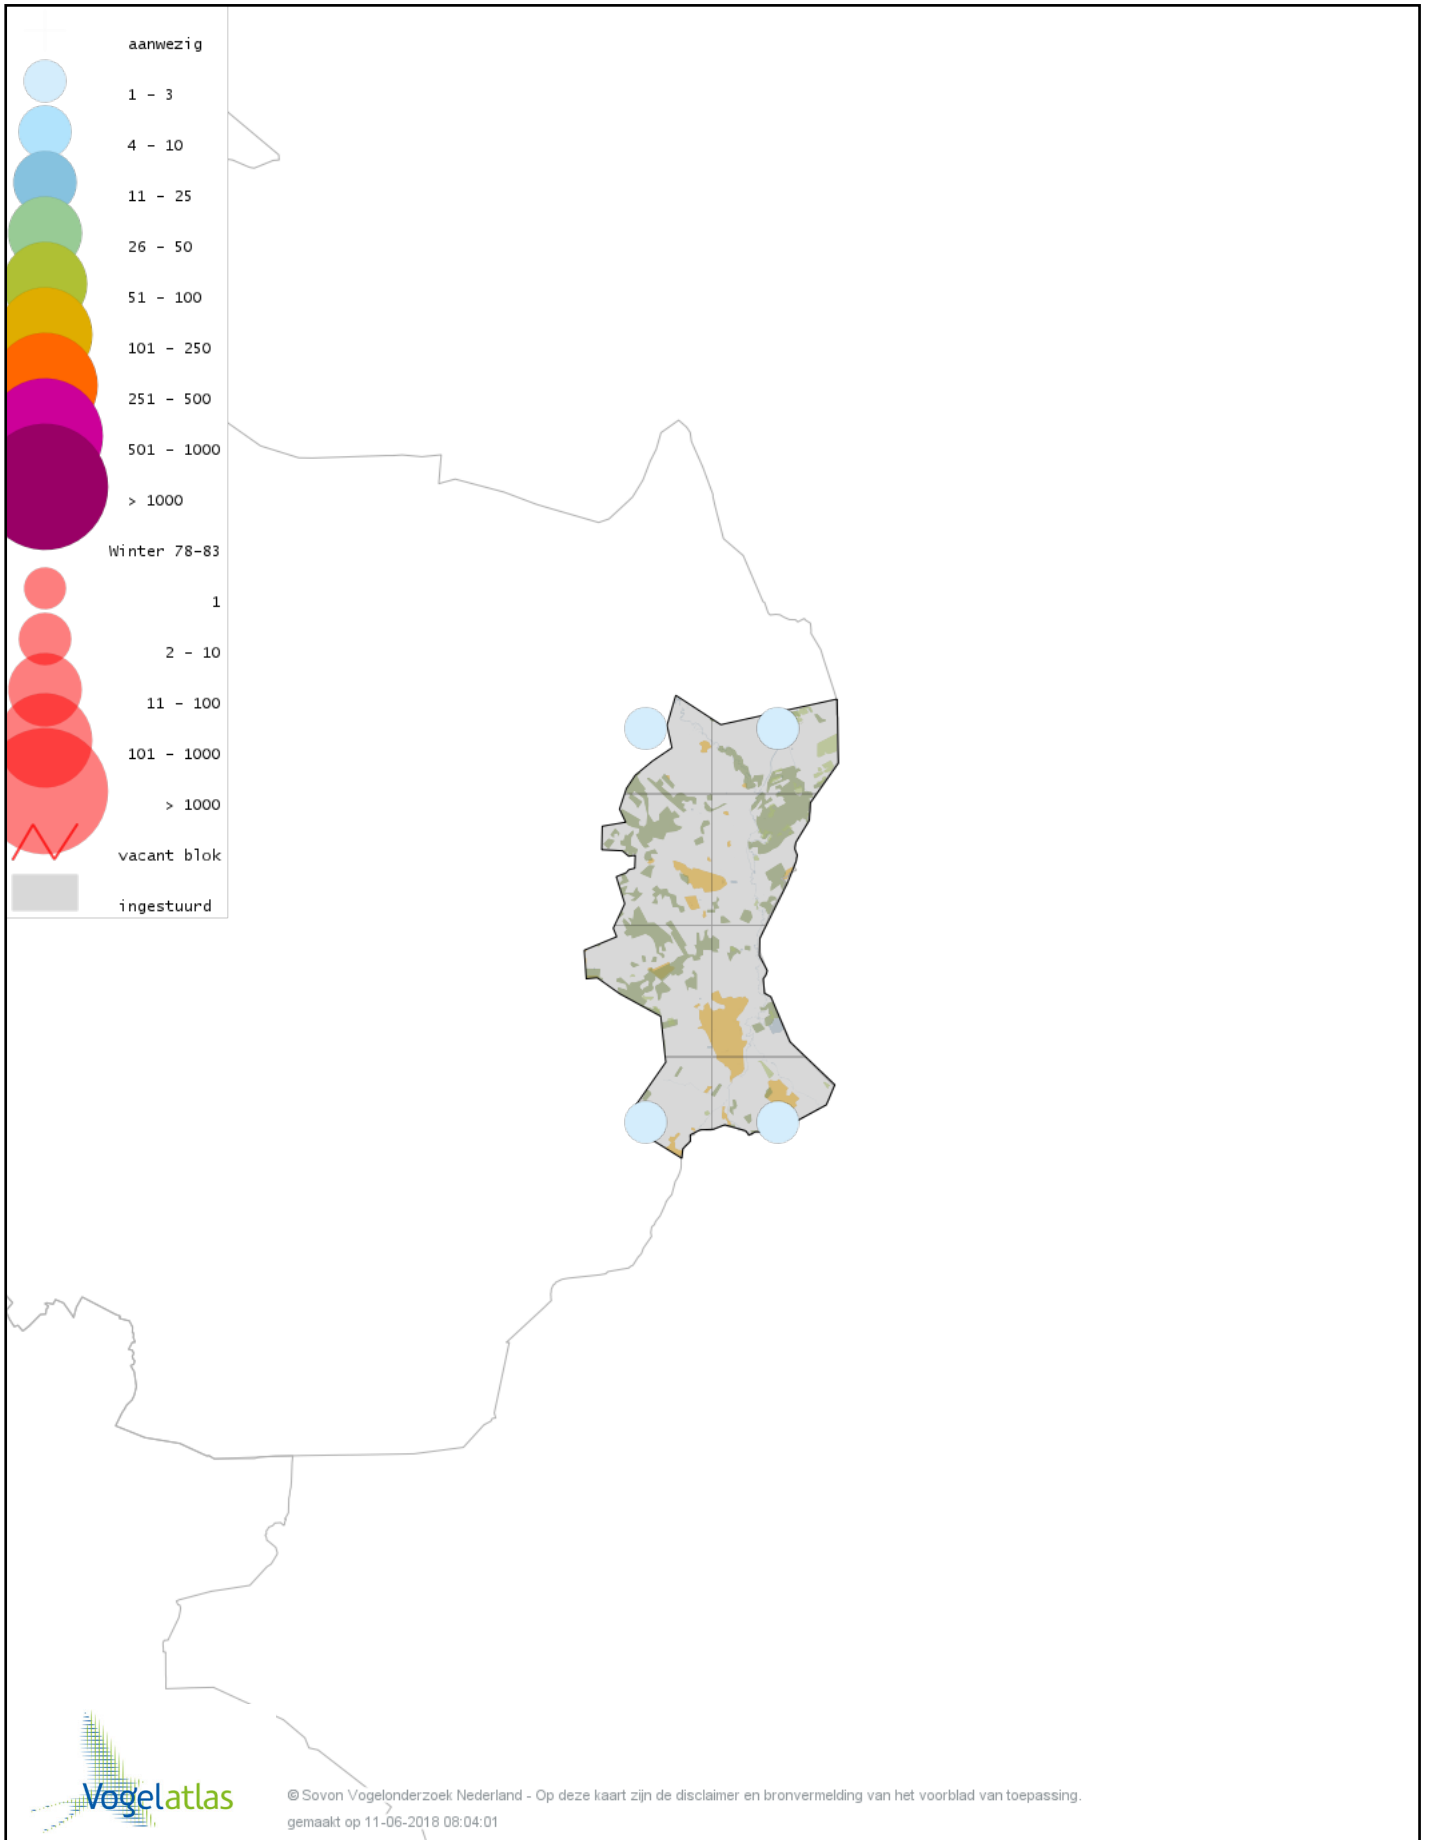 aanwezig
1 - 3
4 - 10
11 - 25
26 - 50
51 - 100
101 - 250
251 - 500
501 - 1000
> 1000
Winter 78-83
1
2 - 10
11 - 100
101 - 1000
> 1000
vacant blok
ingestuurd
Vogelatlas
© Sovon Vogelonderzoek Nederland - Op deze kaart zijn de disclaimer en bronvermelding van het voorblad van toepassing.
gemaakt op 11-06-2018 08:04:01